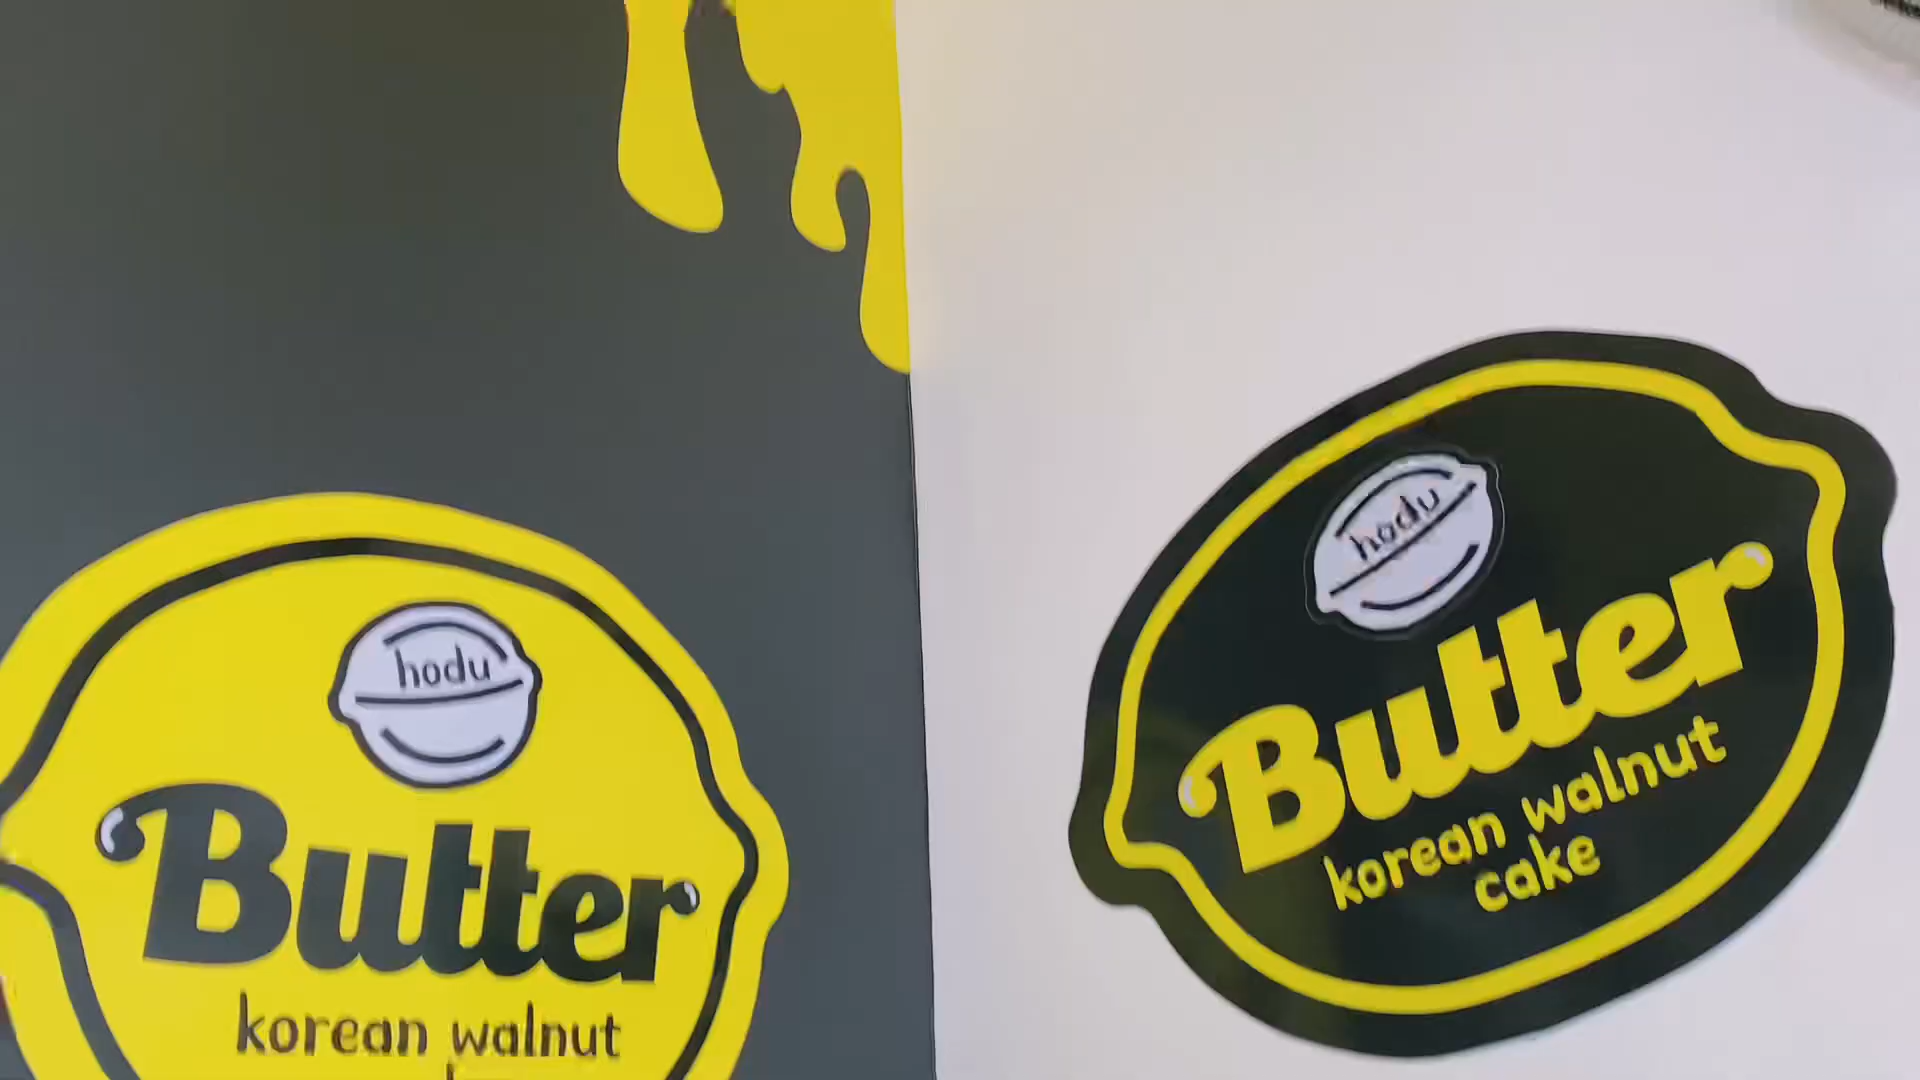 hodu
Butter
korean walnut
hodu
Butter
korean walnut
cake